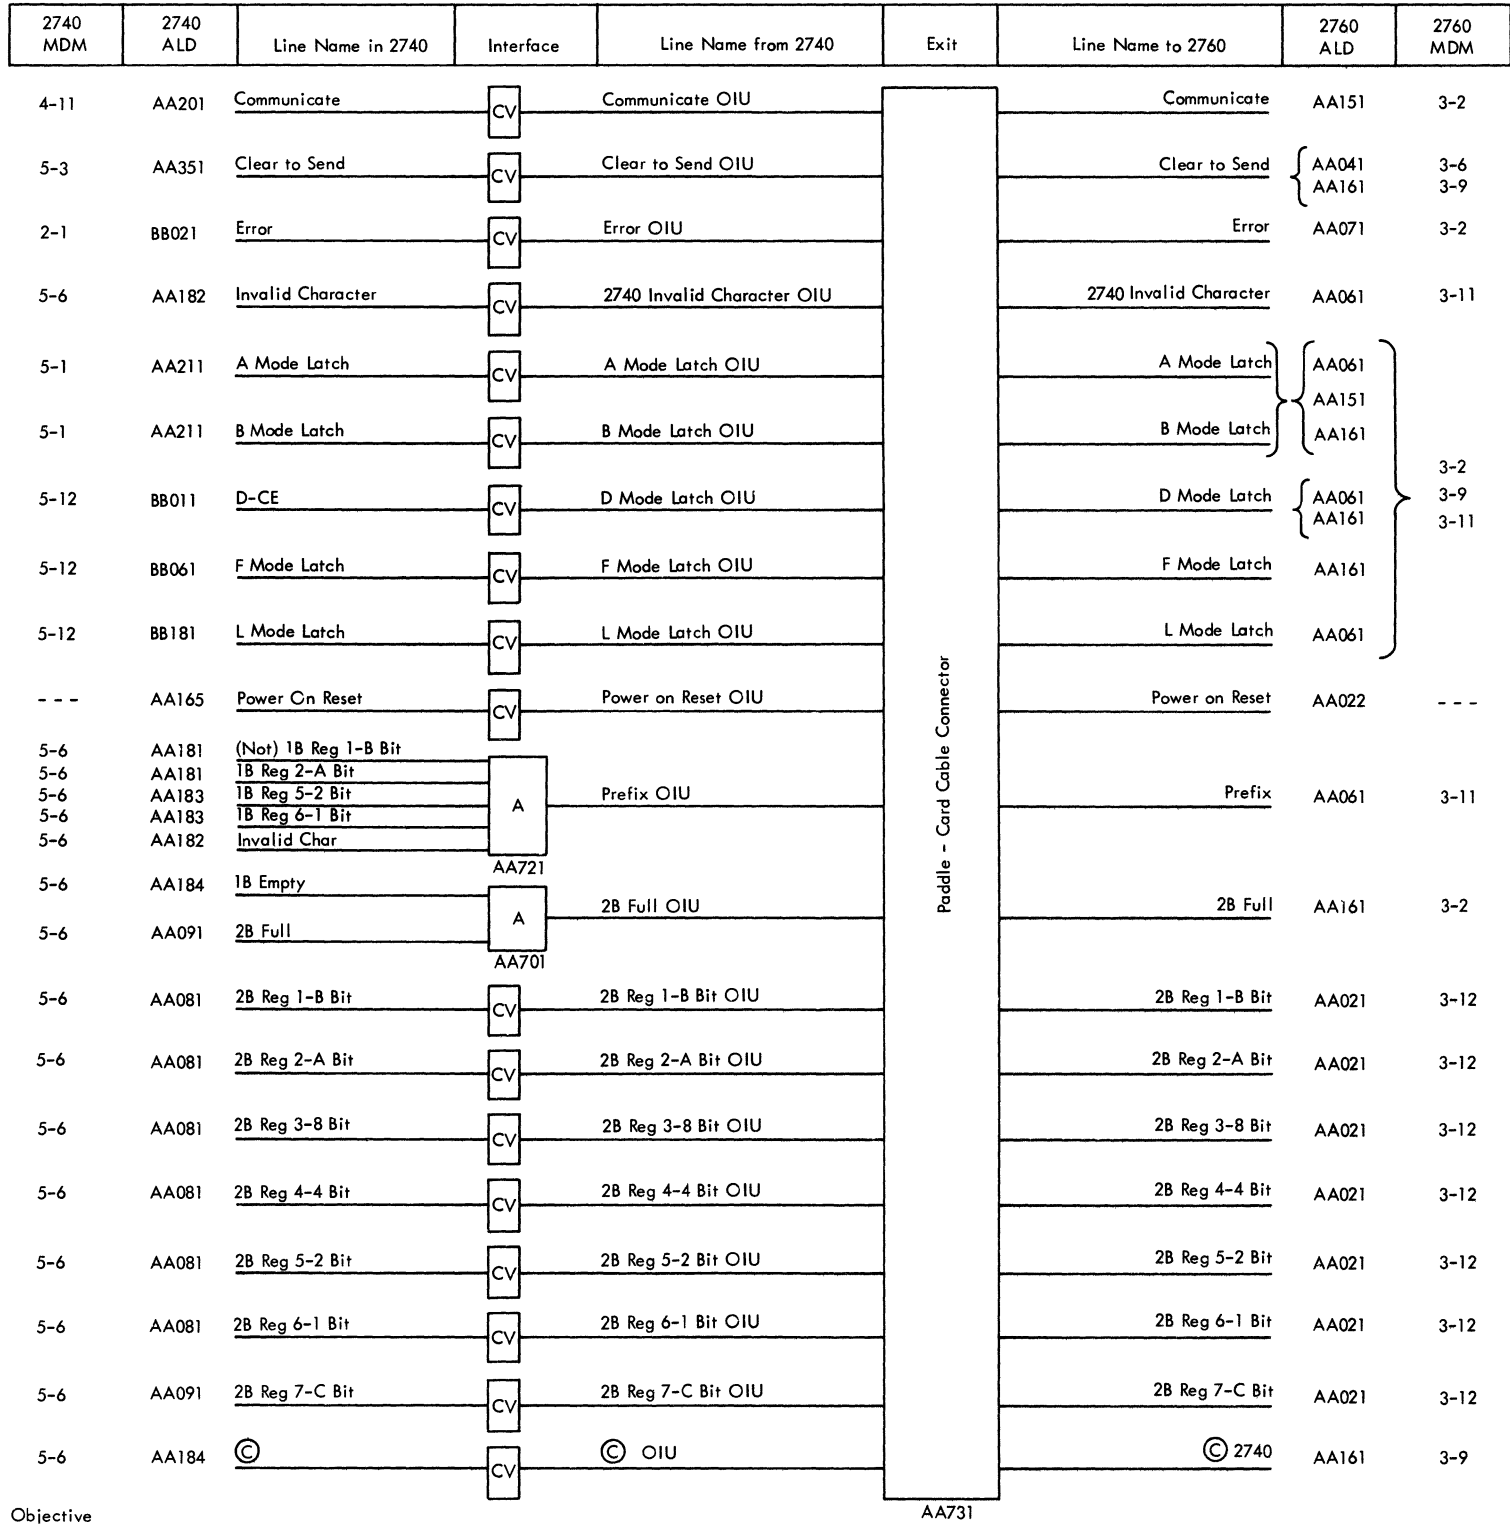 2740 MDM 2740 ALD Line Name in 2740 Interface Line Name from 2740 Exit Line Name to 2760 2760 ALD 2760 MDM
4-11 AA201 Communicate CV Communicate OIU Communicate AA151 3-2
5-3 AA351 Clear to Send CV Clear to Send OIU Clear to Send AA041 3-6
AA161 3-9
2-1 BB021 Error CV Error OIU Error AA071 3-2
5-6 AA182 Invalid Character CV 2740 Invalid Character OIU 2740 Invalid Character AA061 3-11
5-1 AA211 A Mode Latch CV A Mode Latch OIU A Mode Latch AA061
AA151
5-1 AA211 B Mode Latch CV B Mode Latch OIU B Mode Latch AA161
3-2
5-12 BB011 D-CE CV D Mode Latch OIU D Mode Latch AA061 3-9
AA161 3-11
5-12 BB061 F Mode Latch CV F Mode Latch OIU F Mode Latch AA161
5-12 BB181 L Mode Latch CV L Mode Latch OIU L Mode Latch AA061
--- AA165 Power On Reset CV Power on Reset OIU Power on Reset AA022 ---
Paddle - Card Cable Connector
5-6 AA181 (Not) 1B Reg 1-B Bit
5-6 AA181 1B Reg 2-A Bit
5-6 AA183 1B Reg 5-2 Bit A Prefix OIU Prefix AA061 3-11
5-6 AA183 1B Reg 6-1 Bit
5-6 AA182 Invalid Char
AA721
5-6 AA184 1B Empty
A 2B Full OIU 2B Full AA161 3-2
5-6 AA091 2B Full
AA701
5-6 AA081 2B Reg 1-B Bit CV 2B Reg 1-B Bit OIU 2B Reg 1-B Bit AA021 3-12
5-6 AA081 2B Reg 2-A Bit CV 2B Reg 2-A Bit OIU 2B Reg 2-A Bit AA021 3-12
5-6 AA081 2B Reg 3-8 Bit CV 2B Reg 3-8 Bit OIU 2B Reg 3-8 Bit AA021 3-12
5-6 AA081 2B Reg 4-4 Bit CV 2B Reg 4-4 Bit OIU 2B Reg 4-4 Bit AA021 3-12
5-6 AA081 2B Reg 5-2 Bit CV 2B Reg 5-2 Bit OIU 2B Reg 5-2 Bit AA021 3-12
5-6 AA081 2B Reg 6-1 Bit CV 2B Reg 6-1 Bit OIU 2B Reg 6-1 Bit AA021 3-12
5-6 AA091 2B Reg 7-C Bit CV 2B Reg 7-C Bit OIU 2B Reg 7-C Bit AA021 3-12
5-6 AA184 Ⓒ CV Ⓒ OIU Ⓒ 2740 AA161 3-9
AA731
Objective